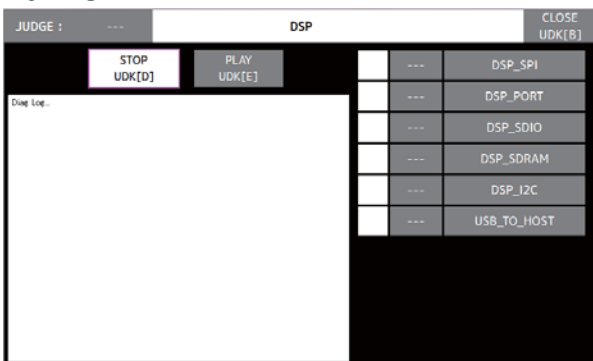 JUDGE : --- DSP CLOSE
UDK[B]
STOP
UDK[D]
PLAY
UDK[E]
Diag Log...
--- DSP_SPI
--- DSP_PORT
--- DSP_SDIO
--- DSP_SDRAM
--- DSP_I2C
--- USB_TO_HOST